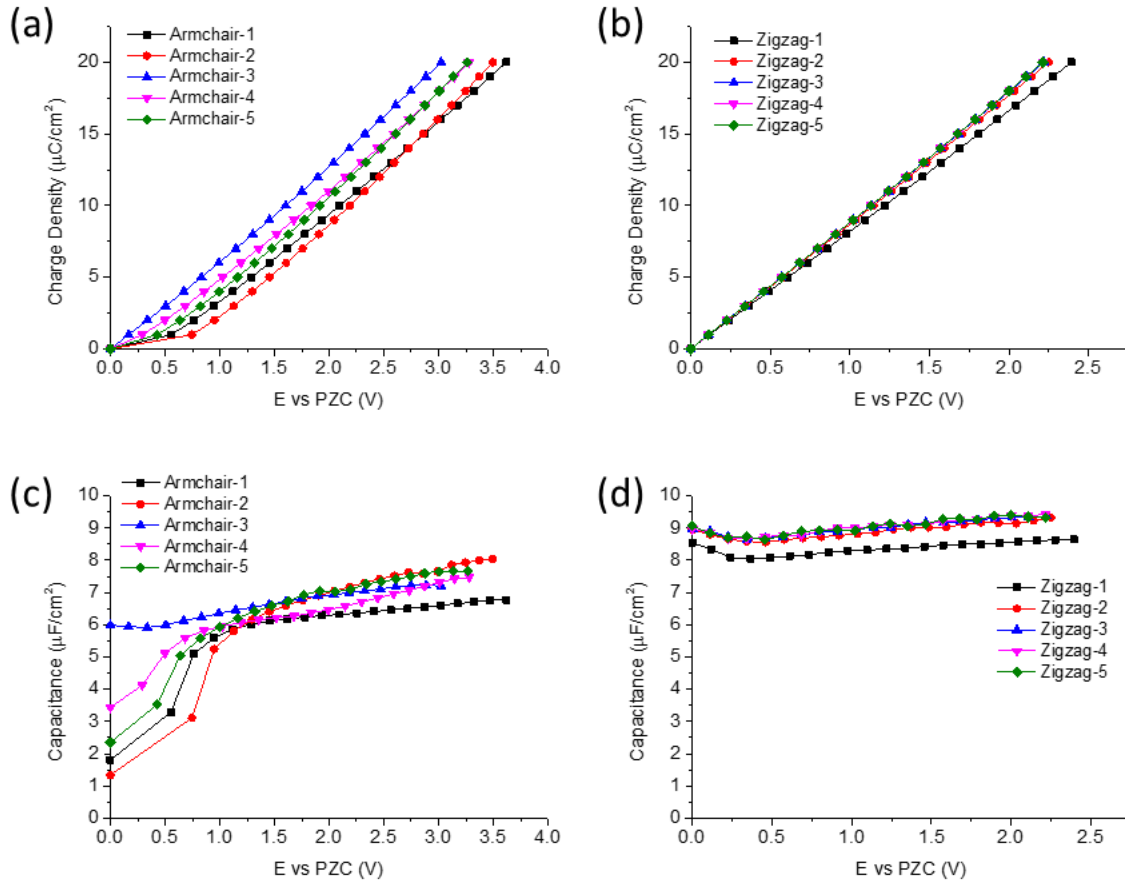 (a)
Armchair-1
Armchair-2
Armchair-3
Armchair-4
Armchair-5
20
15
10
5
0
Charge Density (µC/cm²)
0.0 0.5 1.0 1.5 2.0 2.5 3.0 3.5 4.0
E vs PZC (V)
(b)
Zigzag-1
Zigzag-2
Zigzag-3
Zigzag-4
Zigzag-5
20
15
10
5
0
Charge Density (µC/cm²)
0.0 0.5 1.0 1.5 2.0 2.5
E vs PZC (V)
(c)
Armchair-1
Armchair-2
Armchair-3
Armchair-4
Armchair-5
10
9
8
7
6
5
4
3
2
1
0
Capacitance (µF/cm²)
0.0 0.5 1.0 1.5 2.0 2.5 3.0 3.5 4.0
E vs PZC (V)
(d)
10
9
8
7
6
5
4
3
2
1
0
Capacitance (µF/cm²)
Zigzag-1
Zigzag-2
Zigzag-3
Zigzag-4
Zigzag-5
0.0 0.5 1.0 1.5 2.0 2.5
E vs PZC (V)